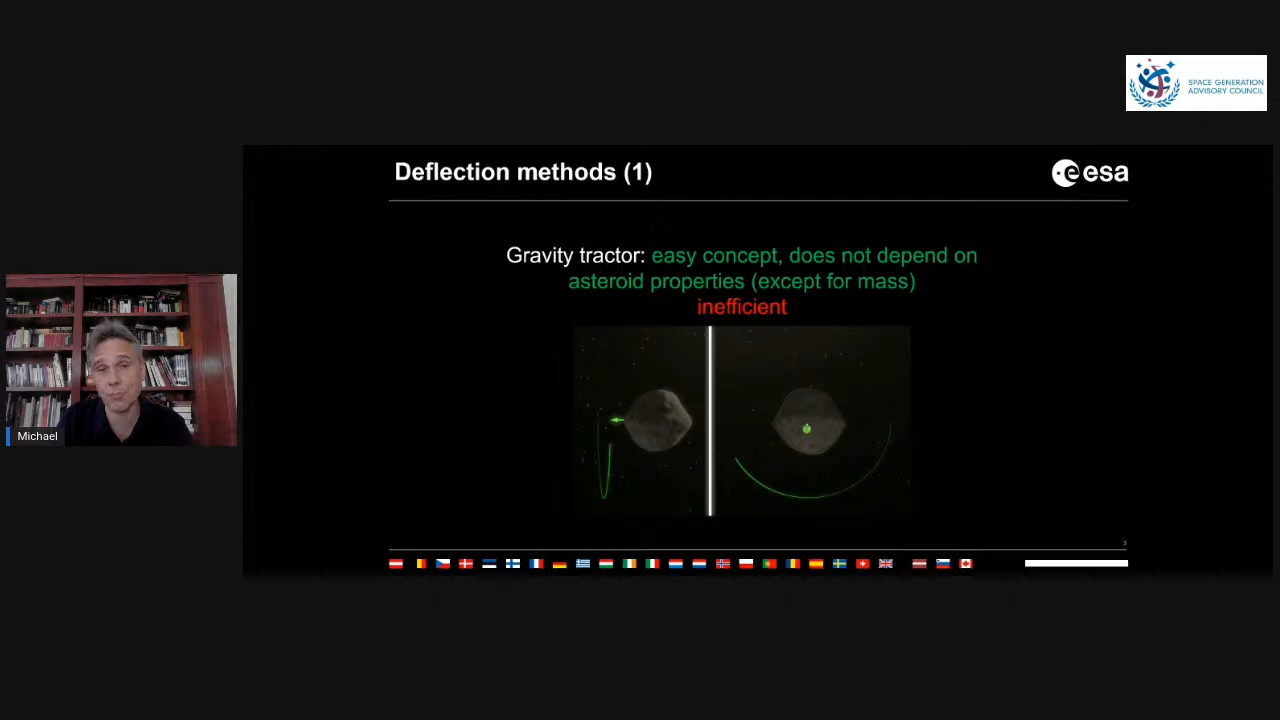 SPACE GENERATION
ADVISORY COUNCIL
Deflection methods (1)
esa
Gravity tractor: easy concept, does not depend on
asteroid properties (except for mass)
inefficient
Michael
3